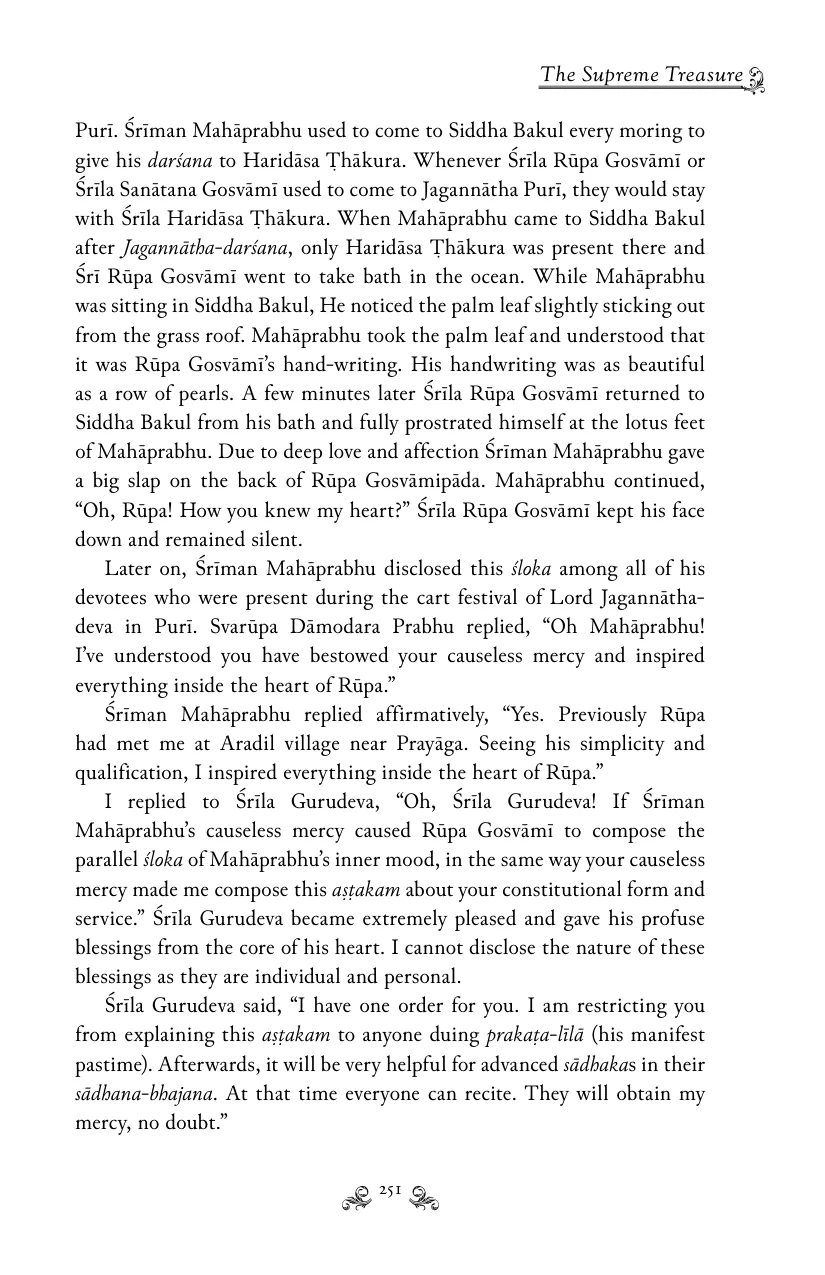 The Supreme Treasure
Purī. Śrīman Mahāprabhu used to come to Siddha Bakul every moring to
give his darśana to Haridāsa Ṭhākura. Whenever Śrīla Rūpa Gosvāmī or
Śrīla Sanātana Gosvāmī used to come to Jagannātha Purī, they would stay
with Śrīla Haridāsa Ṭhākura. When Mahāprabhu came to Siddha Bakul
after Jagannātha-darśana, only Haridāsa Ṭhākura was present there and
Śrī Rūpa Gosvāmī went to take bath in the ocean. While Mahāprabhu
was sitting in Siddha Bakul, He noticed the palm leaf slightly sticking out
from the grass roof. Mahāprabhu took the palm leaf and understood that
it was Rūpa Gosvāmī’s hand-writing. His handwriting was as beautiful
as a row of pearls. A few minutes later Śrīla Rūpa Gosvāmī returned to
Siddha Bakul from his bath and fully prostrated himself at the lotus feet
of Mahāprabhu. Due to deep love and affection Śrīman Mahāprabhu gave
a big slap on the back of Rūpa Gosvāmipāda. Mahāprabhu continued,
“Oh, Rūpa! How you knew my heart?” Śrīla Rūpa Gosvāmī kept his face
down and remained silent.
Later on, Śrīman Mahāprabhu disclosed this śloka among all of his
devotees who were present during the cart festival of Lord Jagannātha-
deva in Purī. Svarūpa Dāmodara Prabhu replied, “Oh Mahāprabhu!
I’ve understood you have bestowed your causeless mercy and inspired
everything inside the heart of Rūpa.”
Śrīman Mahāprabhu replied affirmatively, “Yes. Previously Rūpa
had met me at Aradil village near Prayāga. Seeing his simplicity and
qualification, I inspired everything inside the heart of Rūpa.”
I replied to Śrīla Gurudeva, “Oh, Śrīla Gurudeva! If Śrīman
Mahāprabhu’s causeless mercy caused Rūpa Gosvāmī to compose the
parallel śloka of Mahāprabhu’s inner mood, in the same way your causeless
mercy made me compose this aṣṭakam about your constitutional form and
service.” Śrīla Gurudeva became extremely pleased and gave his profuse
blessings from the core of his heart. I cannot disclose the nature of these
blessings as they are individual and personal.
Śrīla Gurudeva said, “I have one order for you. I am restricting you
from explaining this aṣṭakam to anyone duing prakaṭa-līlā (his manifest
pastime). Afterwards, it will be very helpful for advanced sādhakas in their
sādhana-bhajana. At that time everyone can recite. They will obtain my
mercy, no doubt.”
251